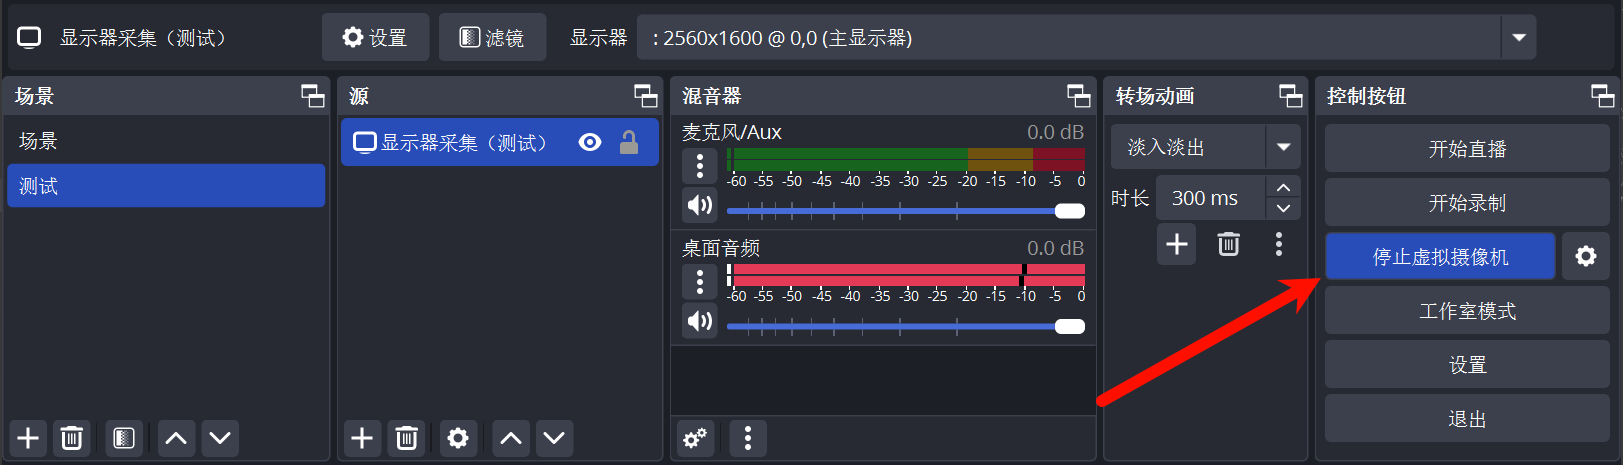 显示器采集（测试）
设置
滤镜
显示器
: 2560x1600 @ 0,0 (主显示器)
场景
场景
测试
源
显示器采集（测试）
混音器
麦克风/Aux
0.0 dB
-60 -55 -50 -45 -40 -35 -30 -25 -20 -15 -10 -5 0
桌面音频
0.0 dB
-60 -55 -50 -45 -40 -35 -30 -25 -20 -15 -10 -5 0
转场动画
淡入淡出
时长
300 ms
控制按钮
开始直播
开始录制
停止虚拟摄像机
工作室模式
设置
退出